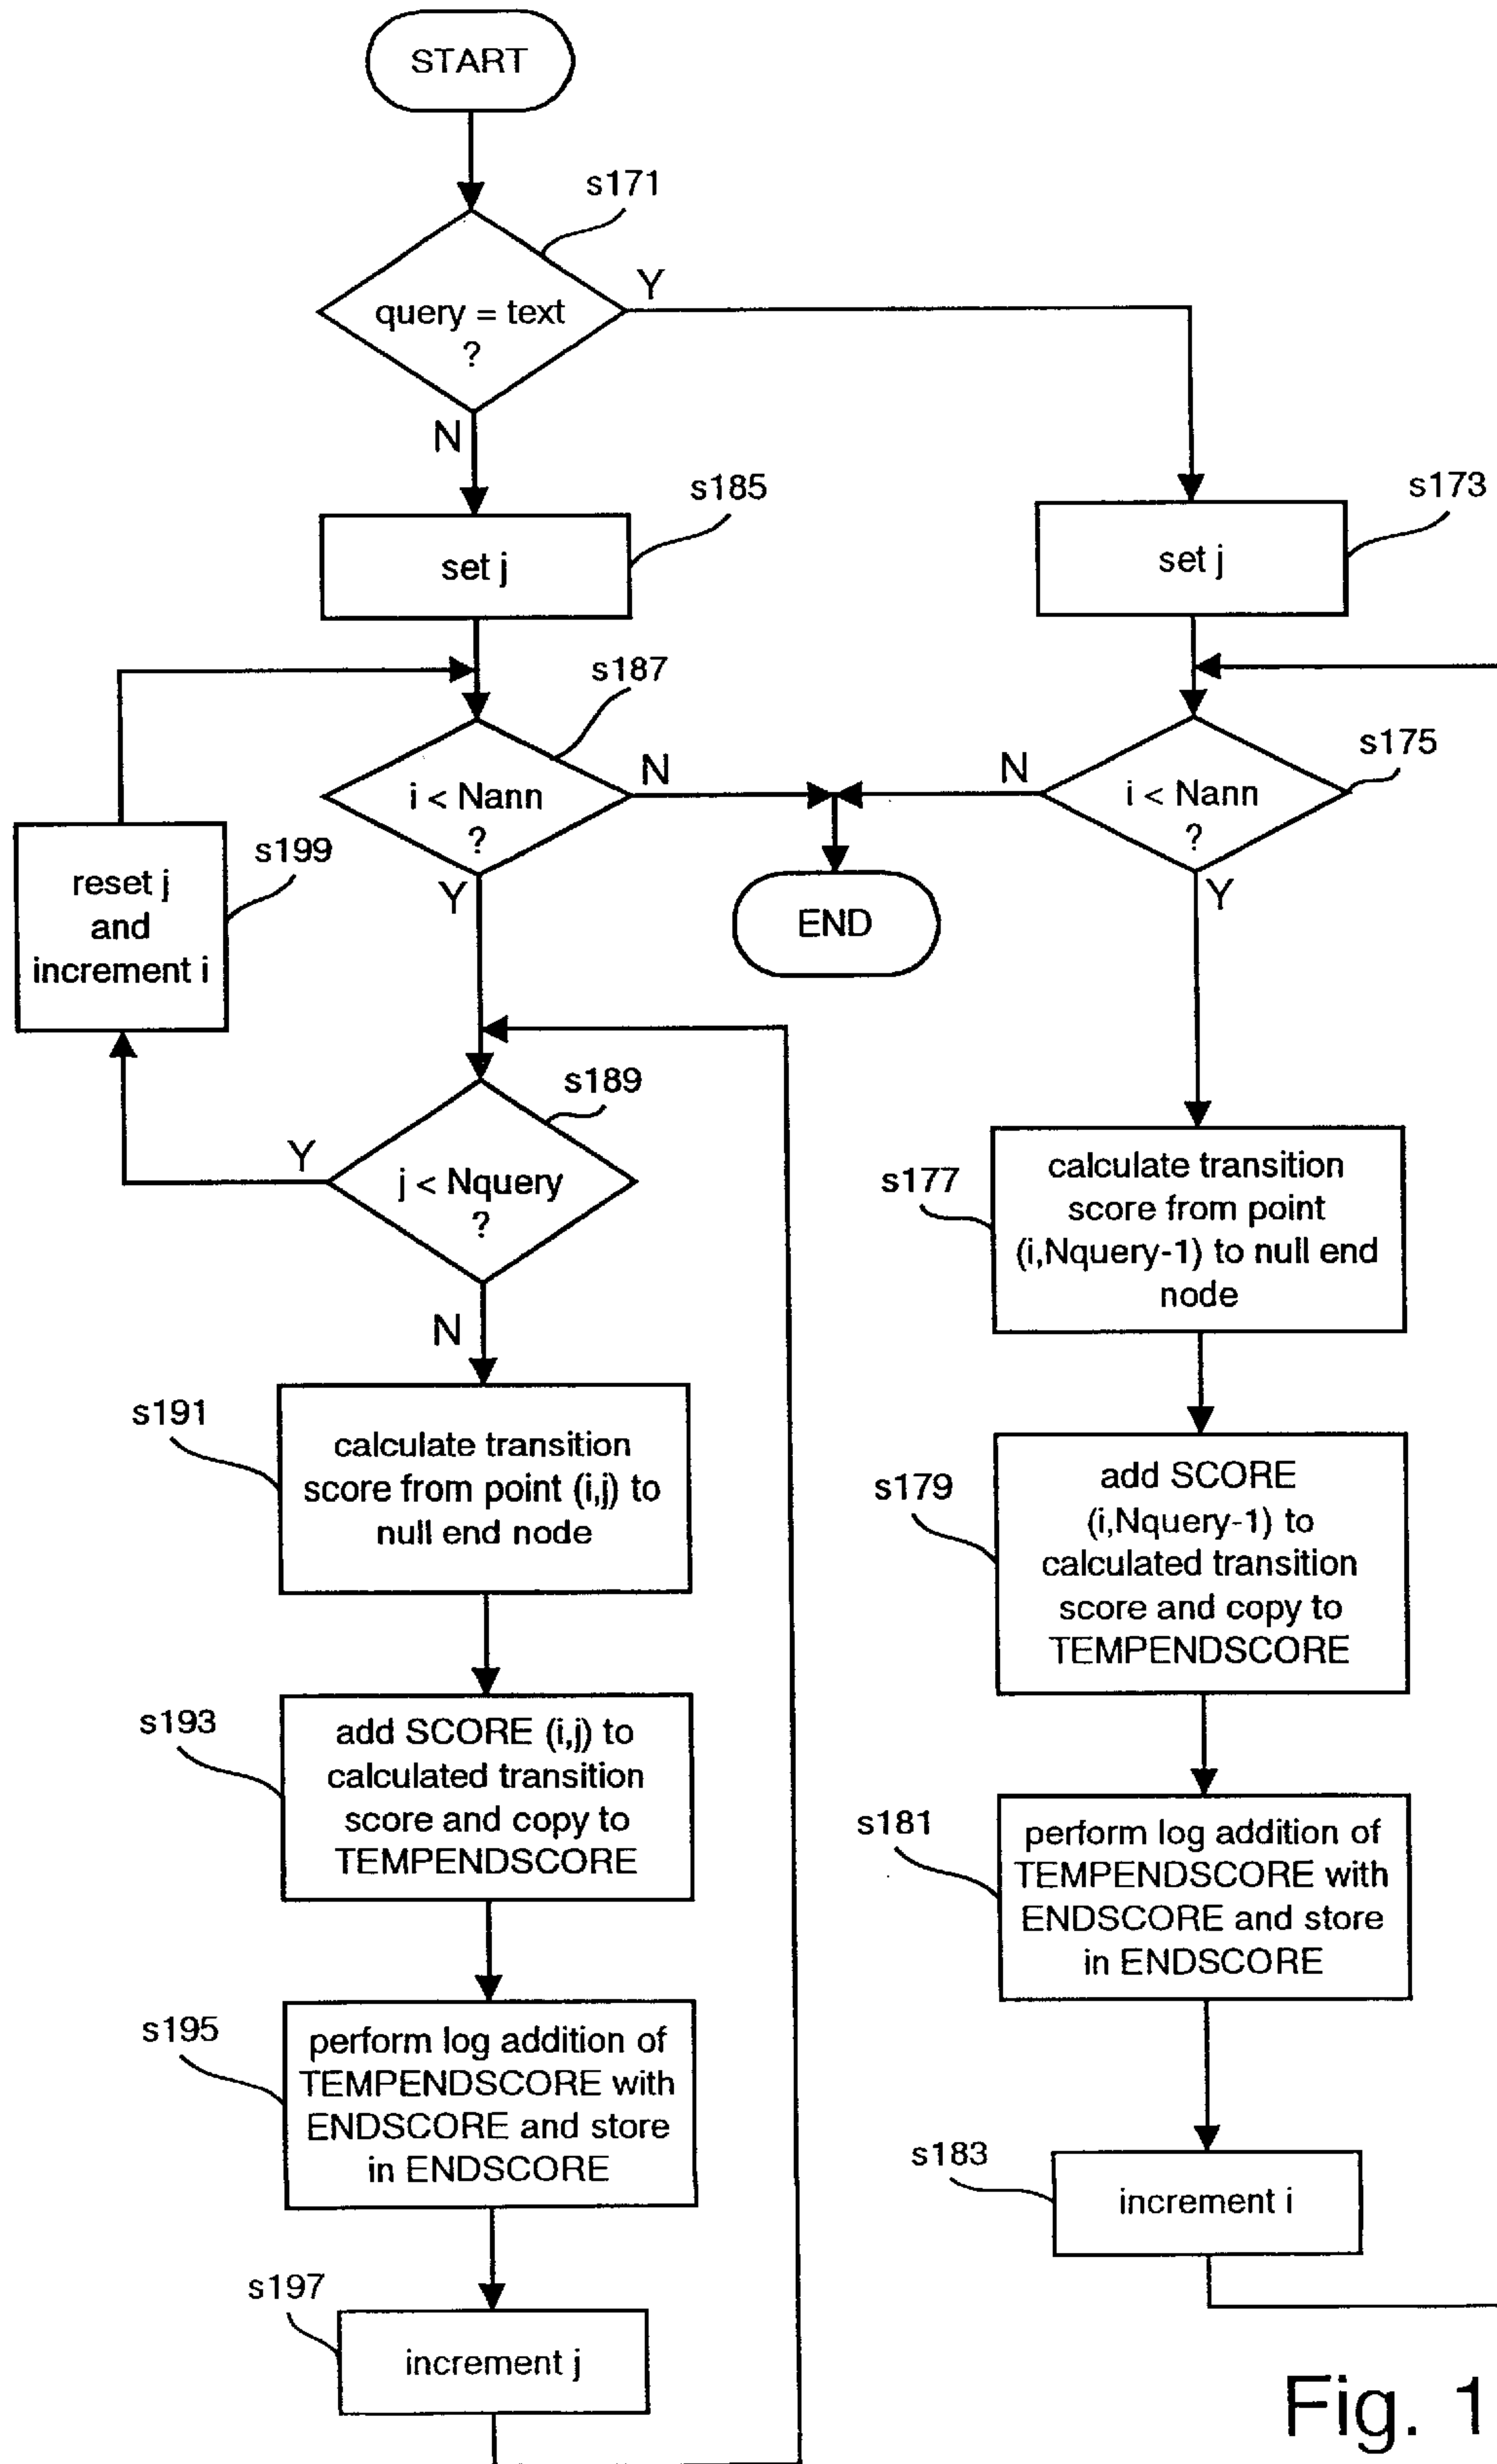 START
s171
query = text
?
Y
N
s185
set j
s173
set j
s187
i < Nann
?
N
Y
s175
i < Nann
?
N
Y
END
s199
reset j
and
increment i
s189
j < Nquery
?
Y
N
s177
calculate transition
score from point
(i,Nquery-1) to null end
node
s191
calculate transition
score from point (i,j) to
null end node
s179
add SCORE
(i,Nquery-1) to
calculated transition
score and copy to
TEMPENDSCORE
s193
add SCORE (i,j) to
calculated transition
score and copy to
TEMPENDSCORE
s181
perform log addition of
TEMPENDSCORE with
ENDSCORE and store
in ENDSCORE
s195
perform log addition of
TEMPENDSCORE with
ENDSCORE and store
in ENDSCORE
s183
increment i
s197
increment j
Fig. 1